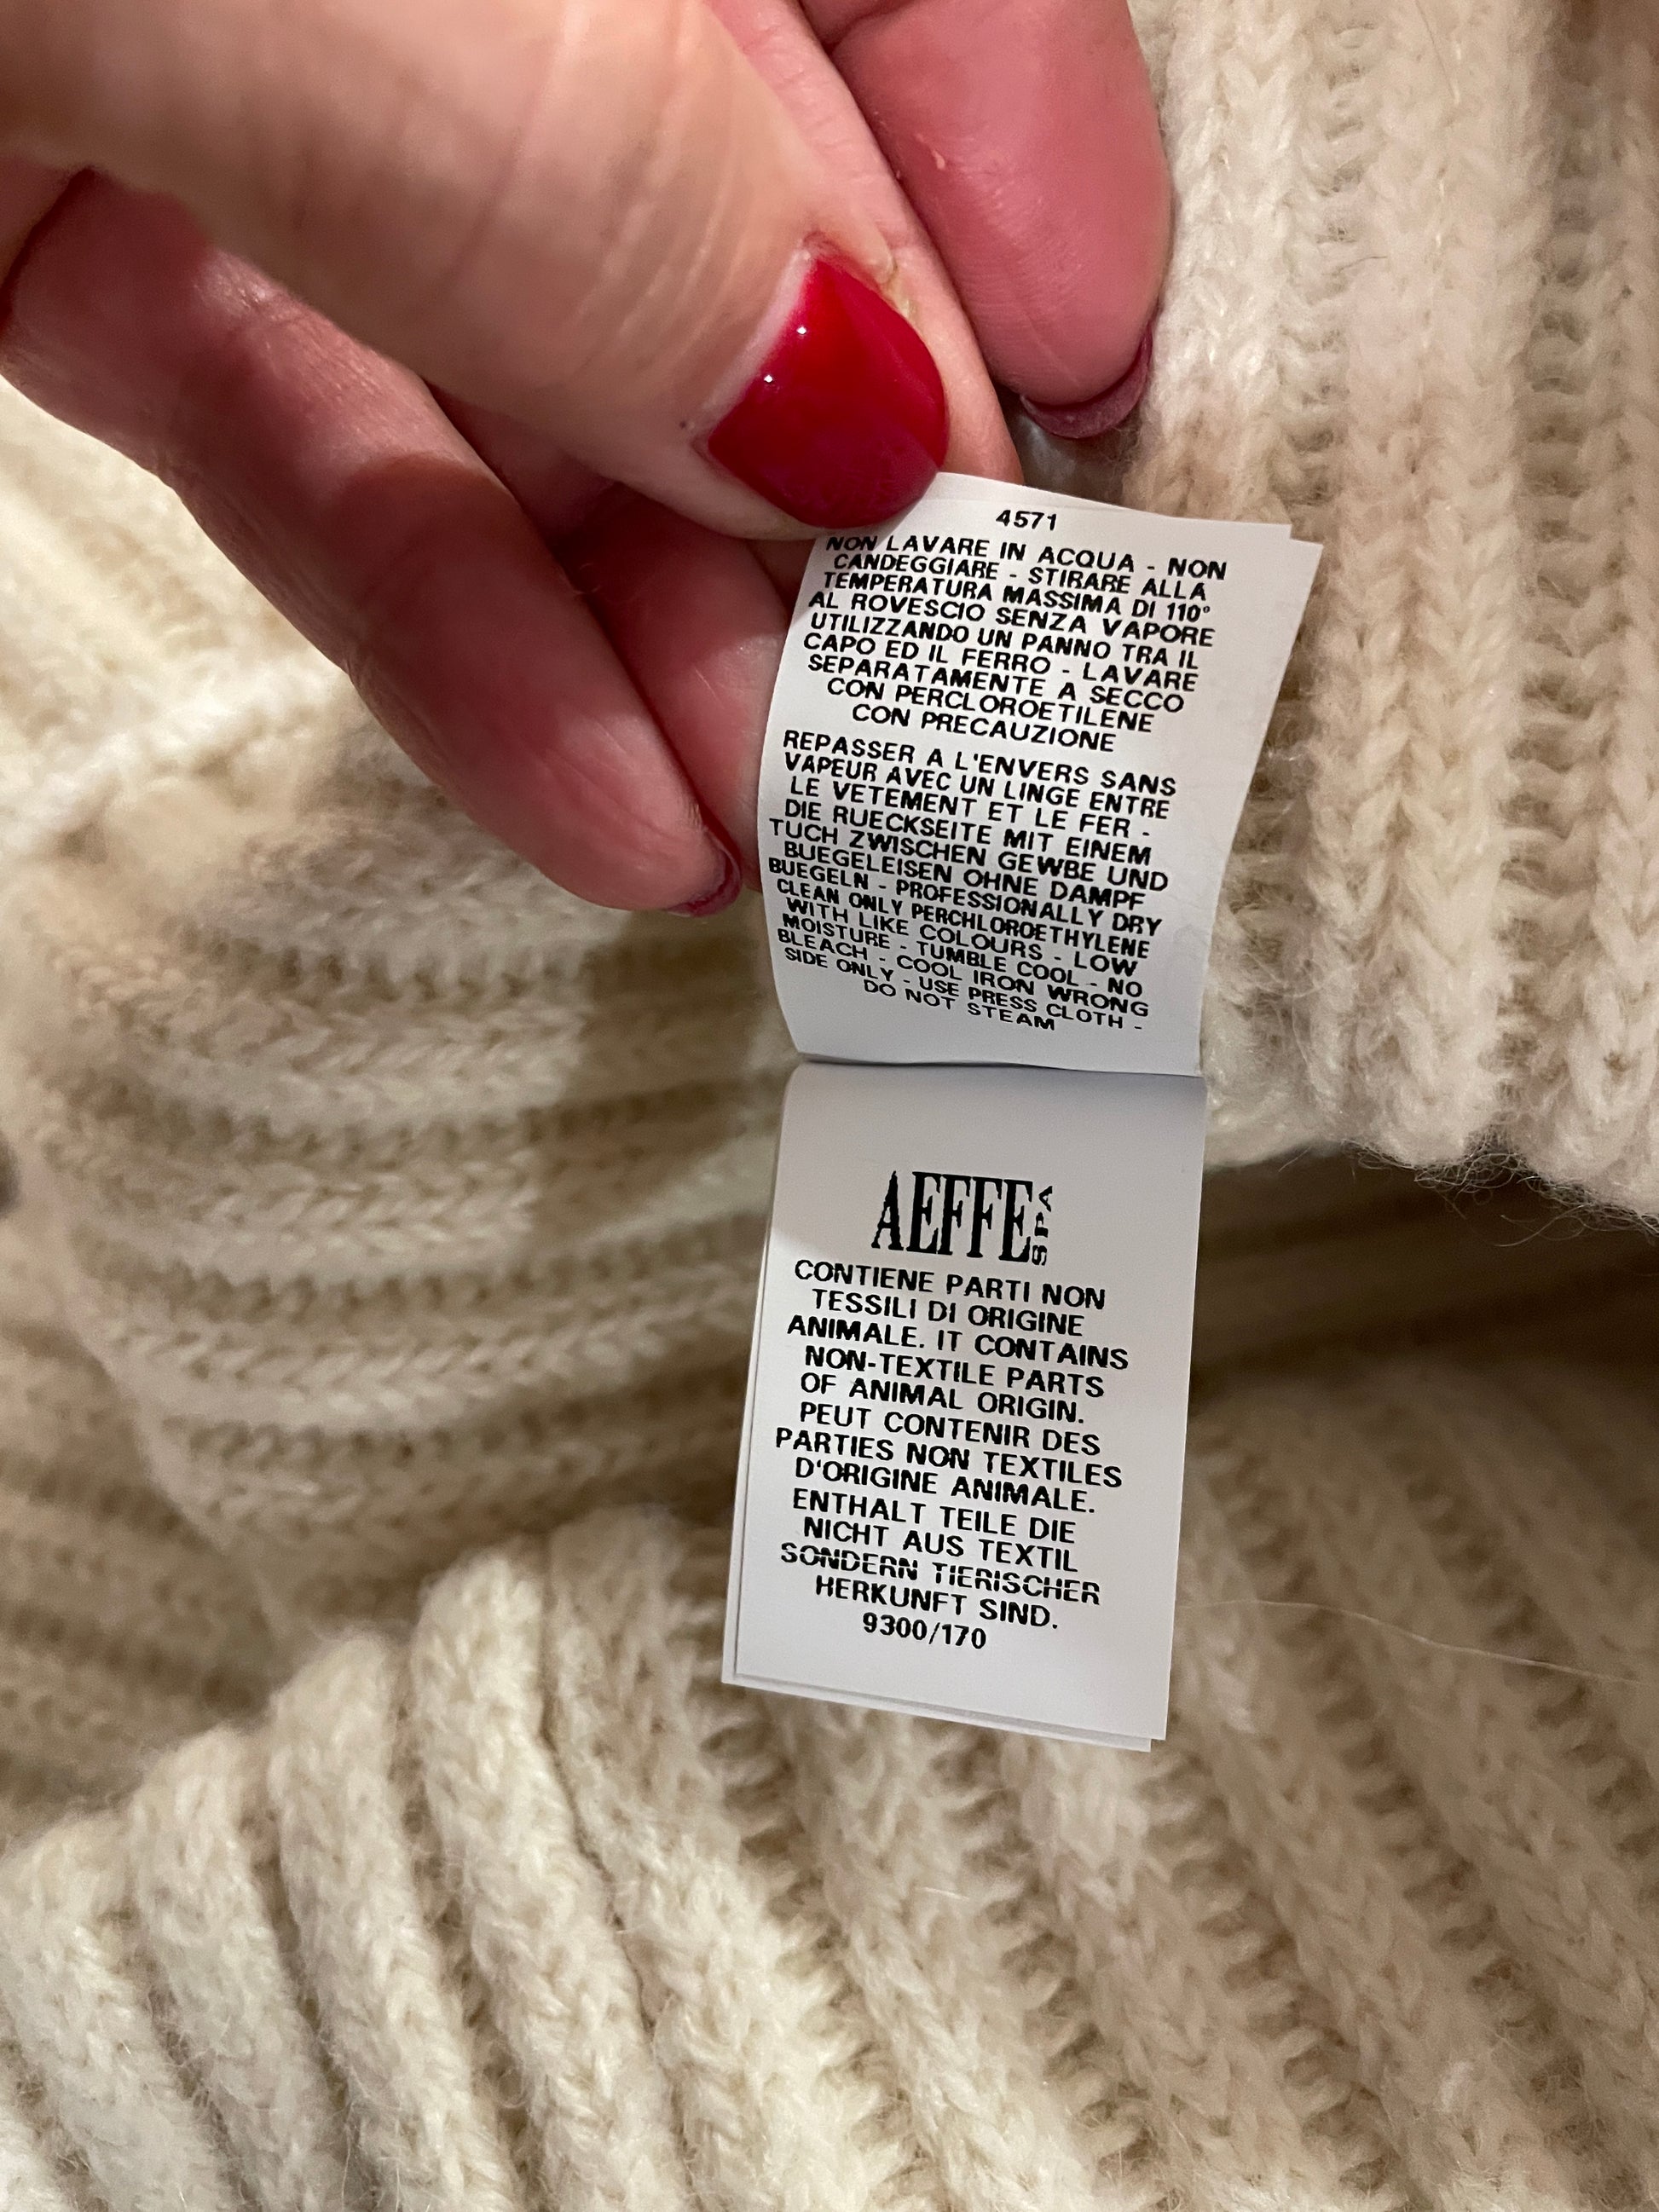 4571
NON LAVARE IN ACQUA - NON
CANDEGGIARE - STIRARE ALLA
TEMPERATURA MASSIMA DI 110°
AL ROVESCIO SENZA VAPORE
UTILIZZANDO UN PANNO TRA IL
CAPO ED IL FERRO - LAVARE
SEPARATAMENTE A SECCO
CON PERCLOROETILENE
CON PRECAUZIONE
REPASSER A L'ENVERS SANS
VAPEUR AVEC UN LINGE ENTRE
LE VETEMENT ET LE FER -
DIE RUECKSEITE MIT EINEM
TUCH ZWISCHEN GEWBE UND
BUEGELEISEN OHNE DAMPF
BUEGELN - PROFESSIONALLY DRY
CLEAN ONLY PERCHLOROETHYLENE
WITH LIKE COLOURS - LOW
MOISTURE - TUMBLE COOL - NO
BLEACH - COOL IRON WRONG
SIDE ONLY - USE PRESS CLOTH -
DO NOT STEAM
AEFFE SPA
CONTIENE PARTI NON
TESSILI DI ORIGINE
ANIMALE. IT CONTAINS
NON-TEXTILE PARTS
OF ANIMAL ORIGIN.
PEUT CONTENIR DES
PARTIES NON TEXTILES
D'ORIGINE ANIMALE.
ENTHALT TEILE DIE
NICHT AUS TEXTIL
SONDERN TIERISCHER
HERKUNFT SIND.
9300/170